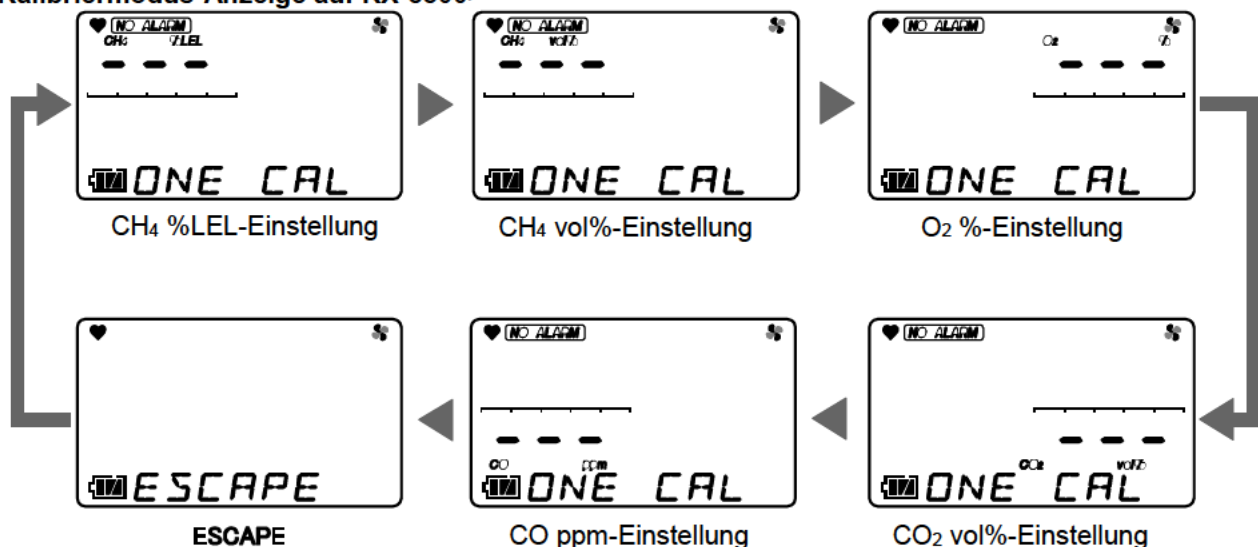 Kalibriermodus-Anzeige auf
NO ALARM
CH4 %LEL
ONE CAL
CH4 %LEL-Einstellung
NO ALARM
CH4 vol%
ONE CAL
CH4 vol%-Einstellung
NO ALARM
O2 %
ONE CAL
O2 %-Einstellung
ESCAPE
ESCAPE
NO ALARM
CO ppm
ONE CAL
CO ppm-Einstellung
NO ALARM
CO2 vol%
ONE CAL
CO2 vol%-Einstellung